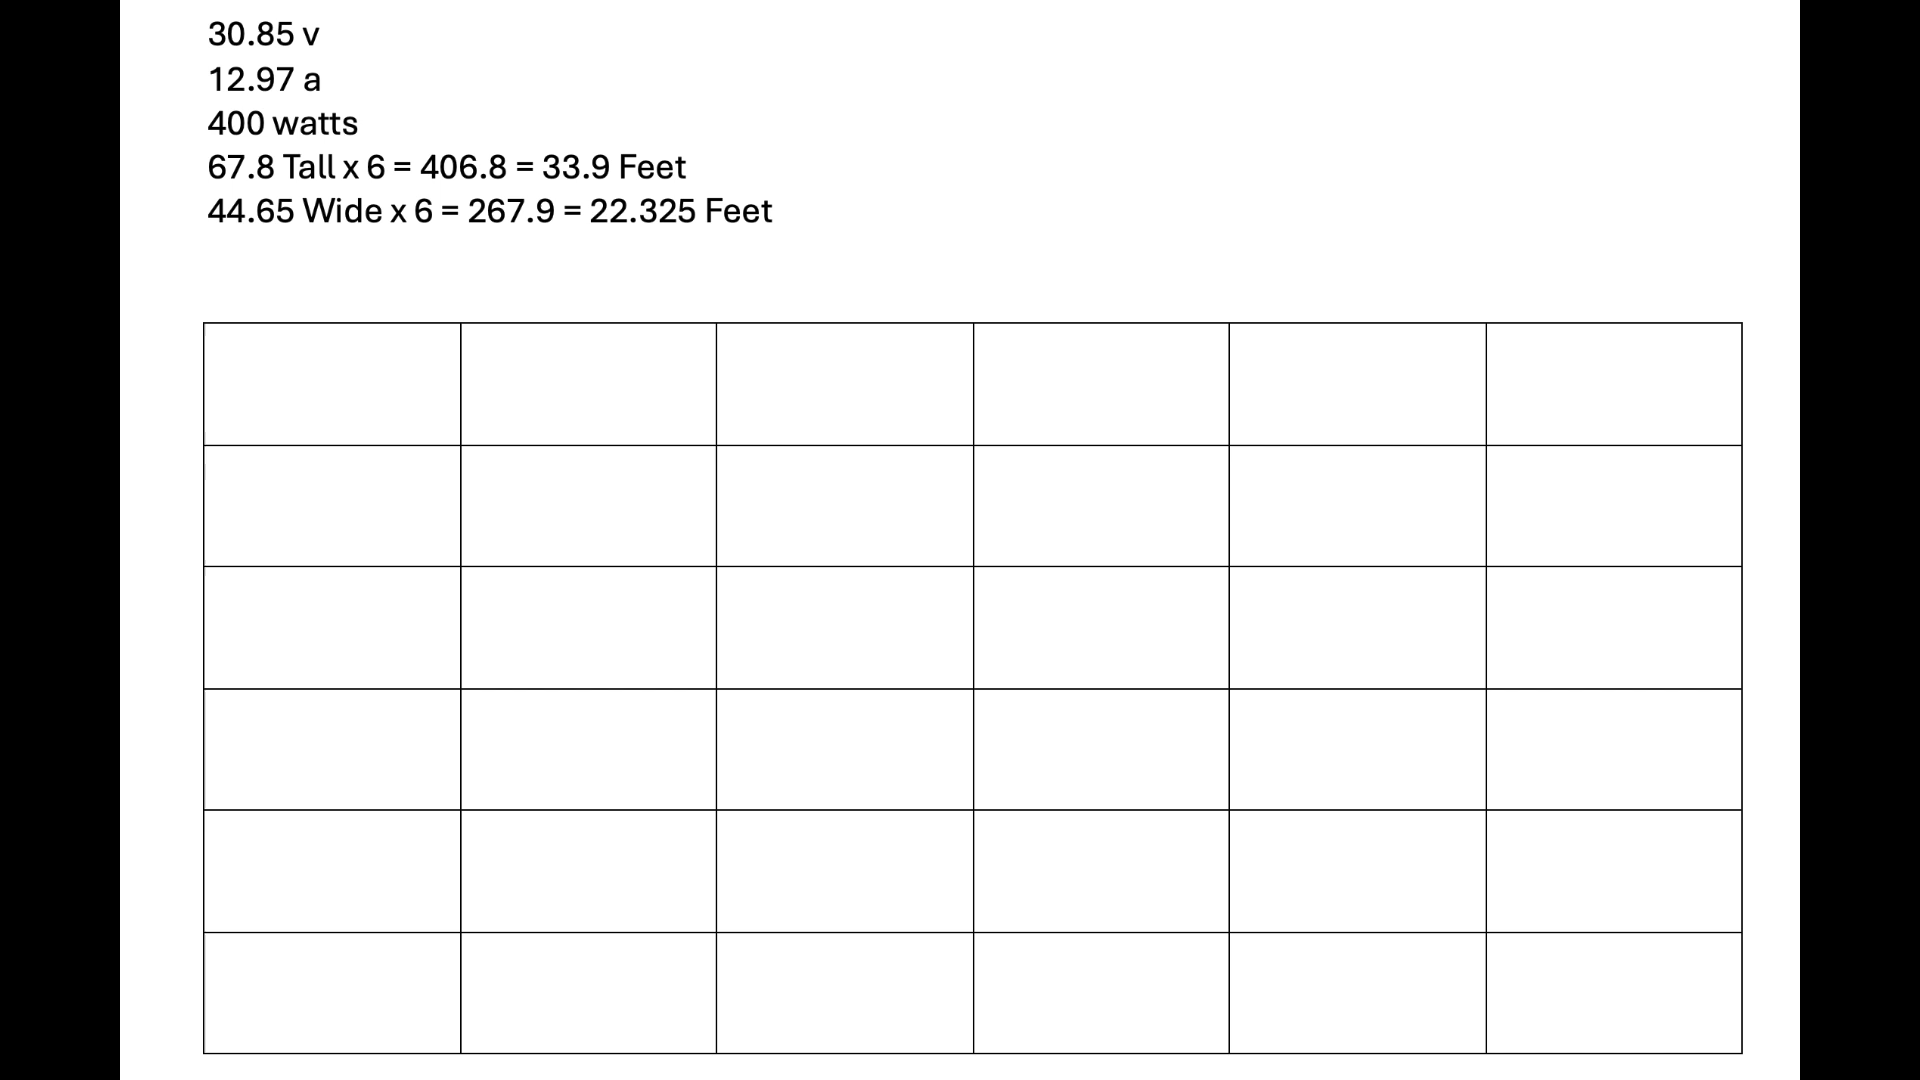 30.85 v
12.97 a
400 watts
67.8 Tall x 6 = 406.8 = 33.9 Feet
44.65 Wide x 6 = 267.9 = 22.325 Feet